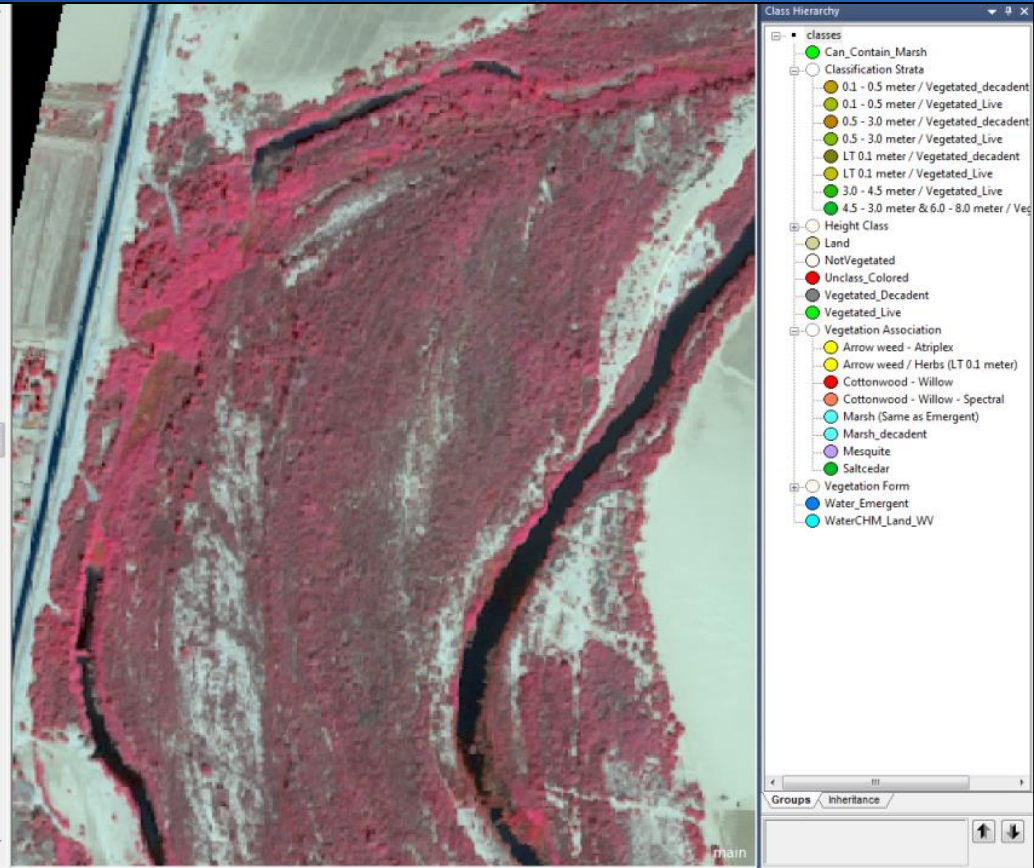 Class Hierarchy
classes
Can_Contain_Marsh
Classification Strata
0.1 - 0.5 meter / Vegetated_decadent
0.1 - 0.5 meter / Vegetated_Live
0.5 - 3.0 meter / Vegetated_decadent
0.5 - 3.0 meter / Vegetated_Live
LT 0.1 meter / Vegetated_decadent
LT 0.1 meter / Vegetated_Live
3.0 - 4.5 meter / Vegetated_Live
4.5 - 3.0 meter & 6.0 - 8.0 meter / Veg
Height Class
Land
NotVegetated
Unclass_Colored
Vegetated_Decadent
Vegetated_Live
Vegetation Association
Arrow weed - Atriplex
Arrow weed / Herbs (LT 0.1 meter)
Cottonwood - Willow
Cottonwood - Willow - Spectral
Marsh (Same as Emergent)
Marsh_decadent
Mesquite
Saltcedar
Vegetation Form
Water_Emergent
WaterCHM_Land_WV
Groups Inheritance
main